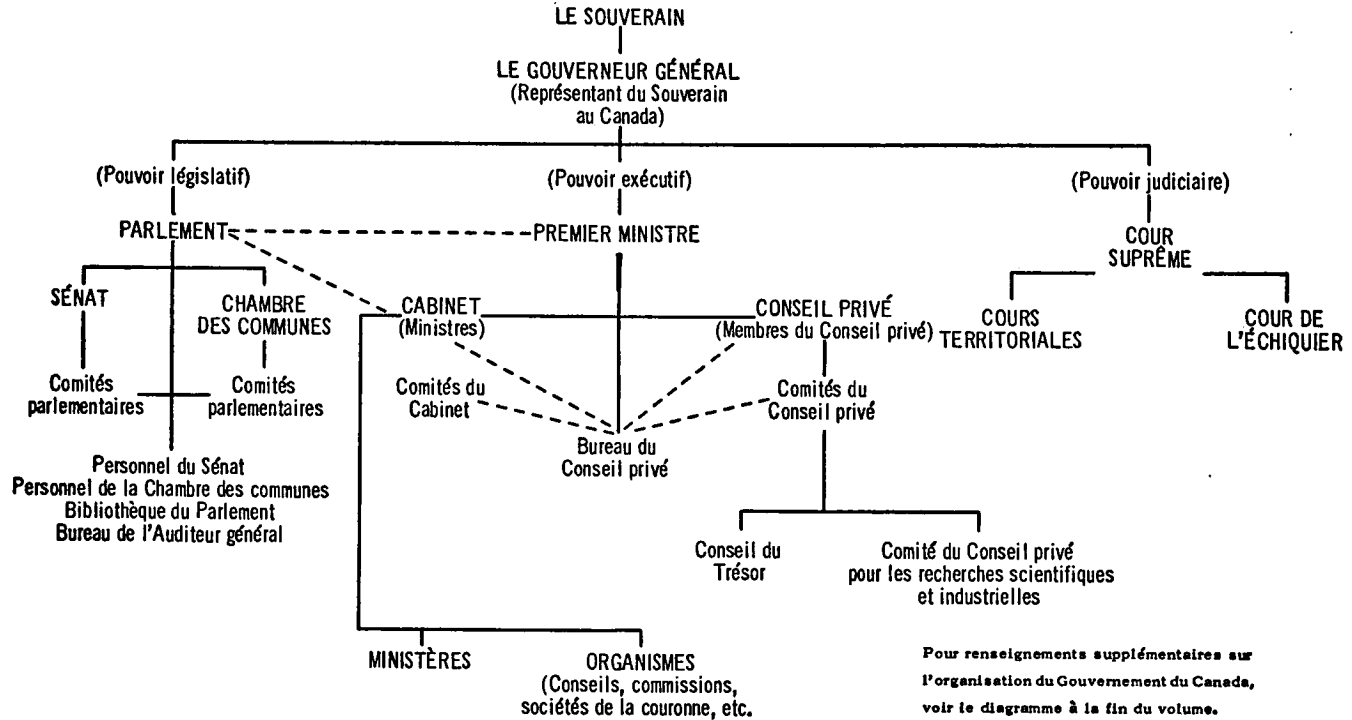 LE SOUVERAIN
LE GOUVERNEUR GÉNÉRAL
(Représentant du Souverain
au Canada)
(Pouvoir législatif)
(Pouvoir exécutif)
(Pouvoir judiciaire)
PARLEMENT
PREMIER MINISTRE
COUR
SUPRÊME
SÉNAT
CHAMBRE
DES COMMUNES
CABINET
(Ministres)
CONSEIL PRIVÉ
(Membres du Conseil privé)
COURS
TERRITORIALES
COUR DE
L'ÉCHIQUIER
Comités
parlementaires
Comités
parlementaires
Comités du
Cabinet
Comités du
Conseil privé
Bureau du
Conseil privé
Personnel du Sénat
Personnel de la Chambre des communes
Bibliothèque du Parlement
Bureau de l'Auditeur général
Conseil du
Trésor
Comité du Conseil privé
pour les recherches scientifiques
et industrielles
MINISTÈRES
ORGANISMES
(Conseils, commissions,
sociétés de la couronne, etc.
Pour renseignements supplémentaires sur
l'organisation du Gouvernement du Canada,
voir le diagramme à la fin du volume.